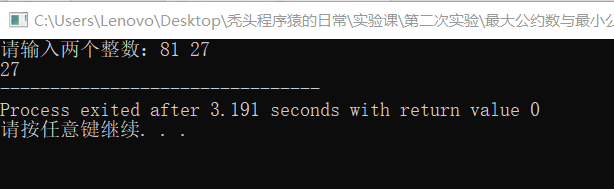 C:\Users\Lenovo\Desktop\秃头程序猿的日常\实验课\第二次实验\最大公约数与最小公
请输入两个整数：81 27
27
--------------------------------
Process exited after 3.191 seconds with return value 0
请按任意键继续. . .